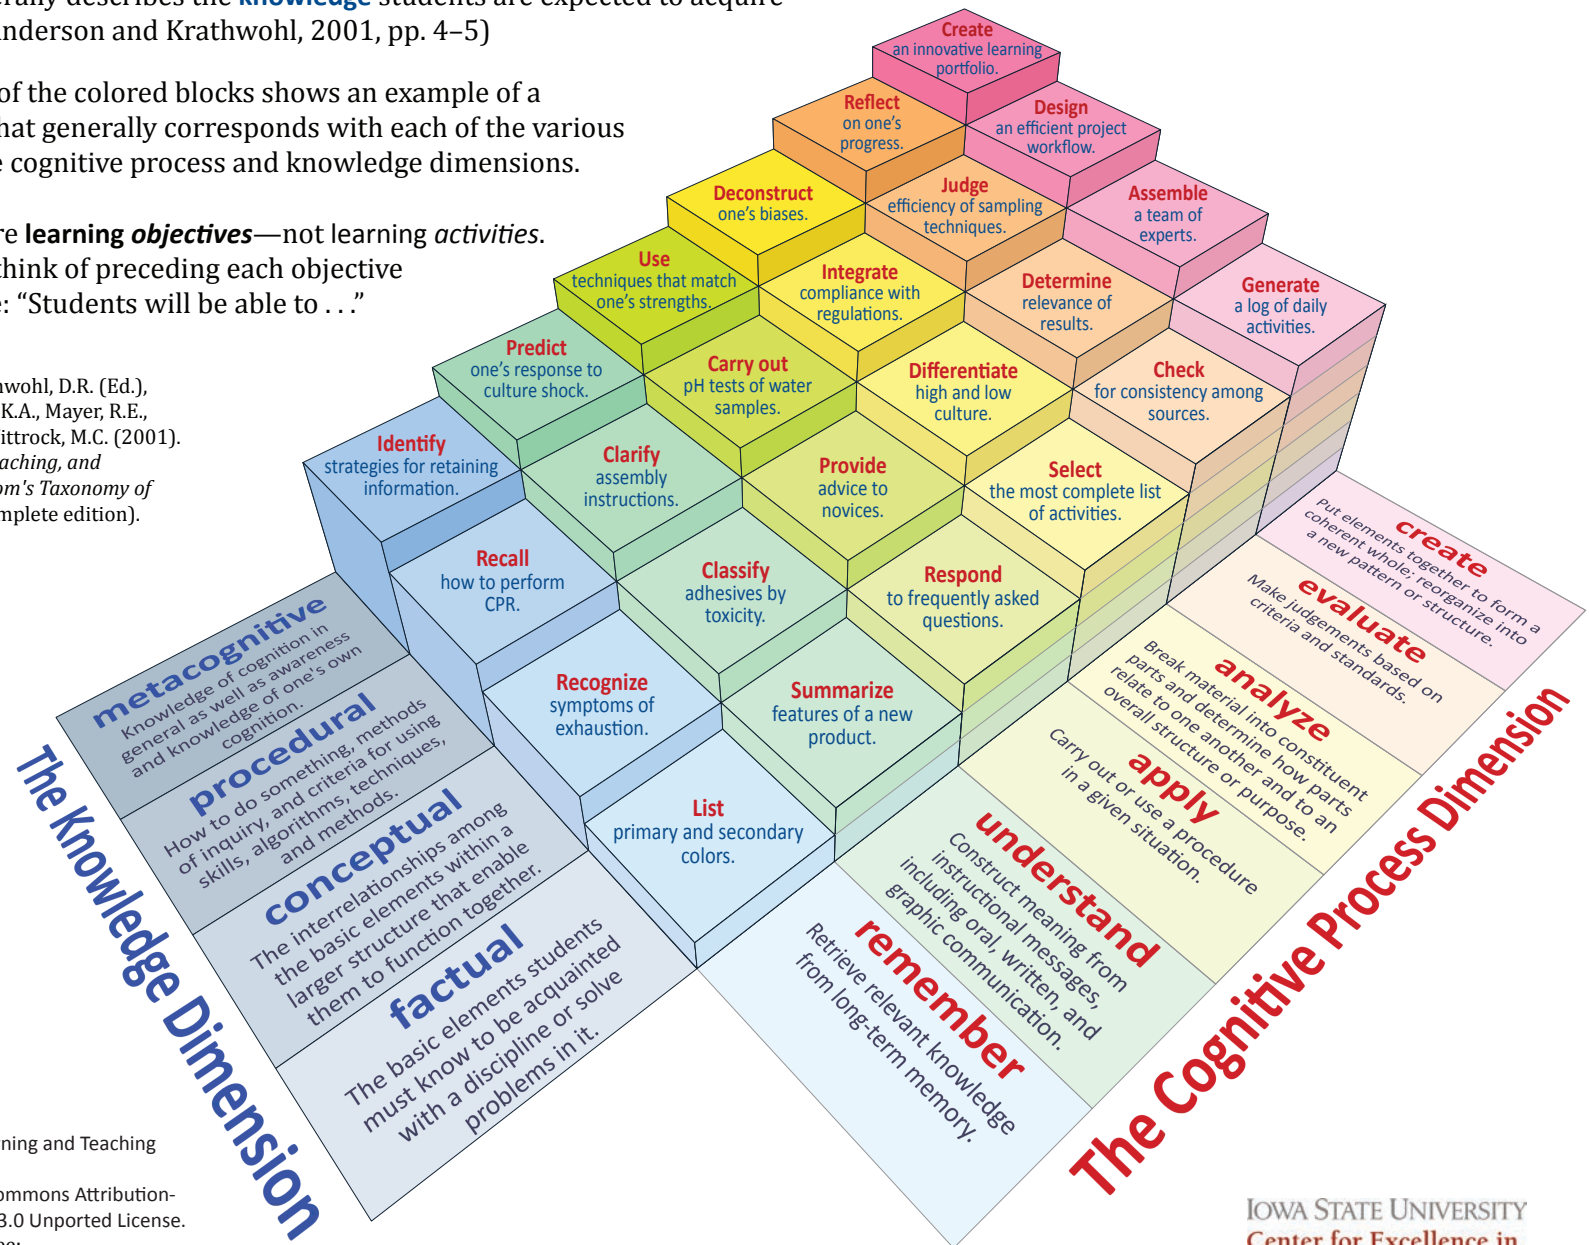 erally describes the knowledge students are expected to acquire
nderson and Krathwohl, 2001, pp. 4–5)
of the colored blocks shows an example of a
hat generally corresponds with each of the various
e cognitive process and knowledge dimensions.
re learning objectives—not learning activities.
think of preceding each objective
e: “Students will be able to . . .”
nwohl, D.R. (Ed.),
K.A., Mayer, R.E.,
ittrock, M.C. (2001).
aching, and
om's Taxonomy of
mplete edition).
Create
an innovative learning
portfolio.
Reflect
on one's
progress.
Design
an efficient project
workflow.
Deconstruct
one's biases.
Judge
efficiency of sampling
techniques.
Assemble
a team of
experts.
Use
techniques that match
one's strengths.
Integrate
compliance with
regulations.
Determine
relevance of
results.
Generate
a log of daily
activities.
Predict
one's response to
culture shock.
Carry out
pH tests of water
samples.
Differentiate
high and low
culture.
Check
for consistency among
sources.
Identify
strategies for retaining
information.
Clarify
assembly
instructions.
Provide
advice to
novices.
Select
the most complete list
of activities.
Recall
how to perform
CPR.
Classify
adhesives by
toxicity.
Respond
to frequently asked
questions.
Recognize
symptoms of
exhaustion.
Summarize
features of a new
product.
List
primary and secondary
colors.
The Knowledge Dimension
metacognitive
Knowledge of cognition in
general as well as awareness
and knowledge of one's own
cognition.
procedural
How to do something, methods
of inquiry, and criteria for using
skills, algorithms, techniques,
and methods.
conceptual
The interrelationships among
the basic elements within a
larger structure that enable
them to function together.
factual
The basic elements students
must know to be acquainted
with a discipline or solve
problems in it.
The Cognitive Process Dimension
create
Put elements together to form a
coherent whole; reorganize into
a new pattern or structure.
evaluate
Make judgements based on
criteria and standards.
analyze
Break material into constituent
parts and determine how parts
relate to one another and to an
overall structure or purpose.
apply
Carry out or use a procedure
in a given situation.
understand
Construct meaning from
instructional messages,
including oral, written, and
graphic communication.
remember
Retrieve relevant knowledge
from long-term memory.
rning and Teaching
ommons Attribution-
3.0 Unported License.
IOWA STATE UNIVERSITY
Center for Excellence in